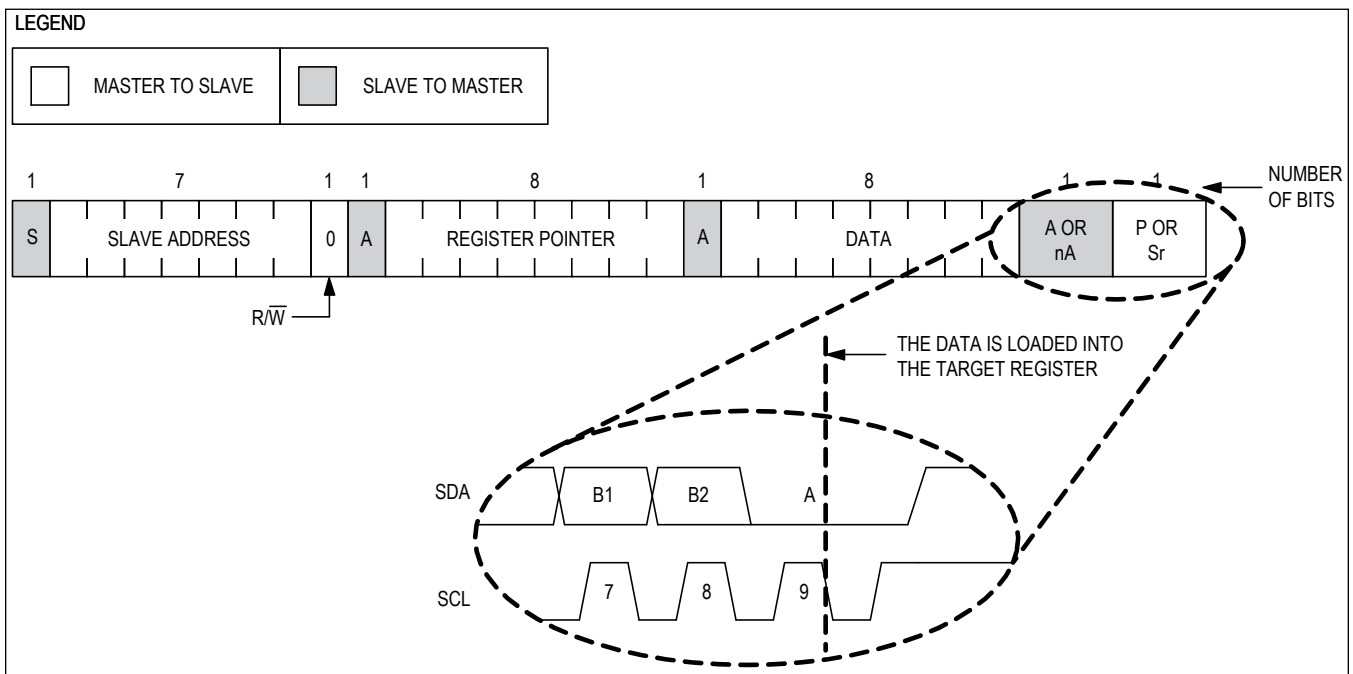 LEGEND
MASTER TO SLAVE
SLAVE TO MASTER
1 7 1 1 8 1 8 1 1
NUMBER
OF BITS
S SLAVE ADDRESS 0 A REGISTER POINTER A DATA A OR
nA P OR
Sr
R/W̅
THE DATA IS LOADED INTO
THE TARGET REGISTER
SDA B1 B2 A
SCL 7 8 9